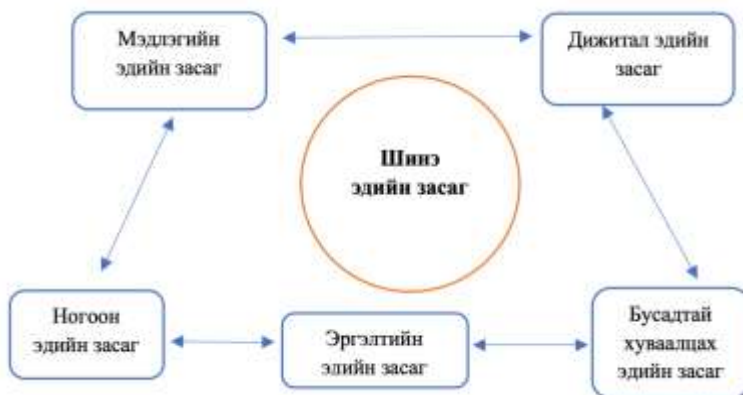 Мэдлэгийн
эдийн засаг
Дижитал эдийн
засаг
Шинэ
эдийн засаг
Ногоон
эдийн засаг
Эргэлтийн
эдийн засаг
Бусадтай
хуваалцах
эдийн засаг